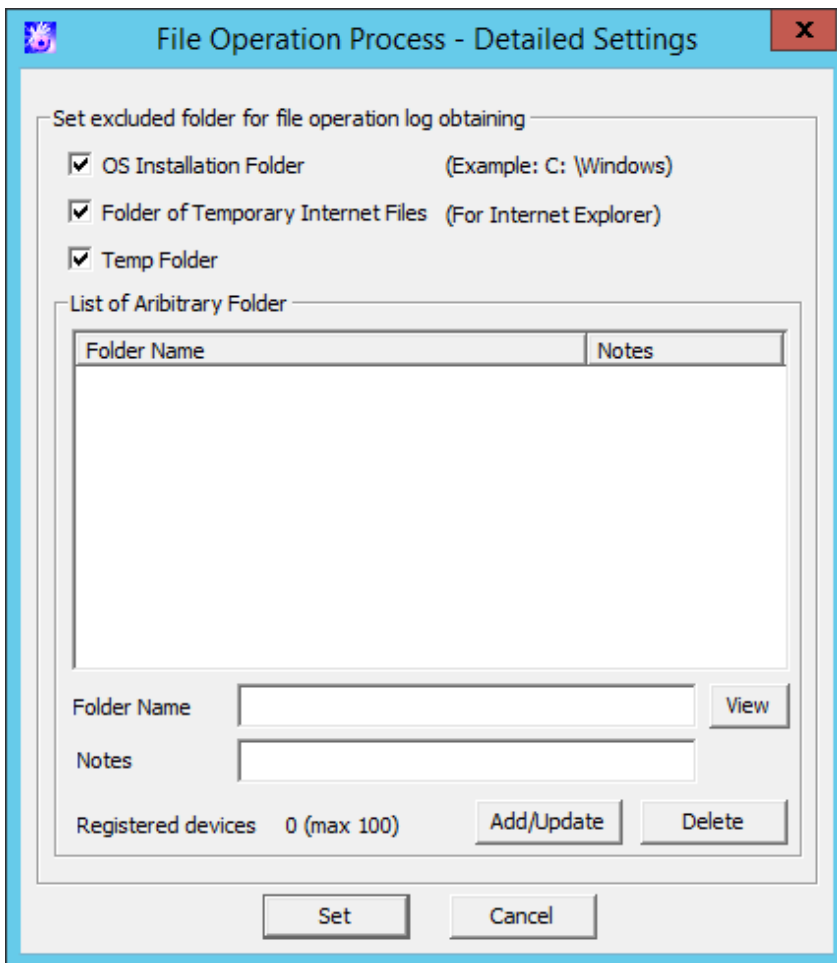 File Operation Process - Detailed Settings
x
Set excluded folder for file operation log obtaining
OS Installation Folder (Example: C: \Windows)
Folder of Temporary Internet Files (For Internet Explorer)
Temp Folder
List of Aribitrary Folder
Folder Name Notes
Folder Name View
Notes
Registered devices 0 (max 100) Add/Update Delete
Set Cancel